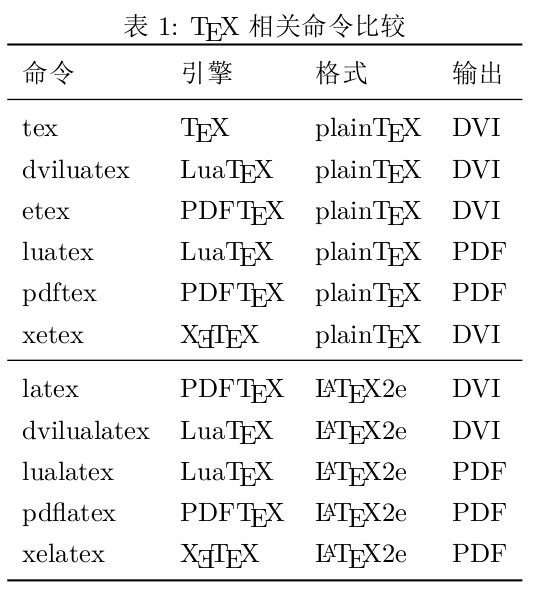 表 1: TEX 相关命令比较
命令 引擎 格式 输出
tex TEX plainTEX DVI
dviluatex LuaTEX plainTEX DVI
etex PDFTEX plainTEX DVI
luatex LuaTEX plainTEX PDF
pdftex PDFTEX plainTEX PDF
xetex XƎTEX plainTEX DVI
latex PDFTEX LATEX2e DVI
dvilualatex LuaTEX LATEX2e DVI
lualatex LuaTEX LATEX2e PDF
pdflatex PDFTEX LATEX2e PDF
xelatex XƎTEX LATEX2e PDF